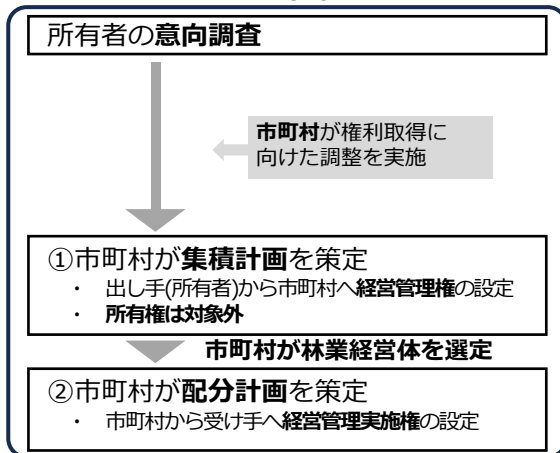 所有者の意向調査
市町村が権利取得に
向けた調整を実施
①市町村が集積計画を策定
・ 出し手(所有者)から市町村へ経営管理権の設定
・ 所有権は対象外
市町村が林業経営体を選定
②市町村が配分計画を策定
・ 市町村から受け手へ経営管理実施権の設定